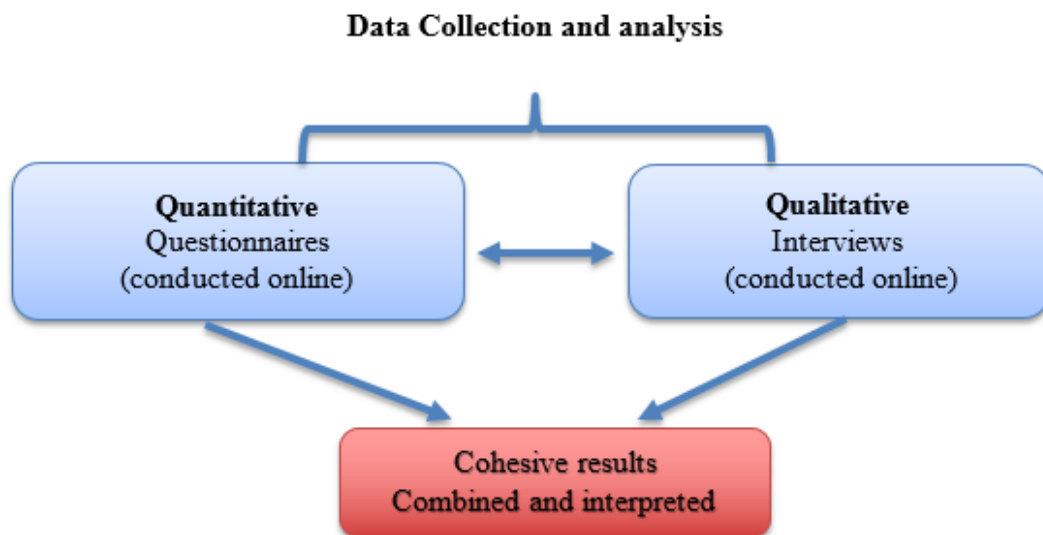 Data Collection and analysis
Quantitative
Questionnaires
(conducted online)
Qualitative
Interviews
(conducted online)
Cohesive results
Combined and interpreted